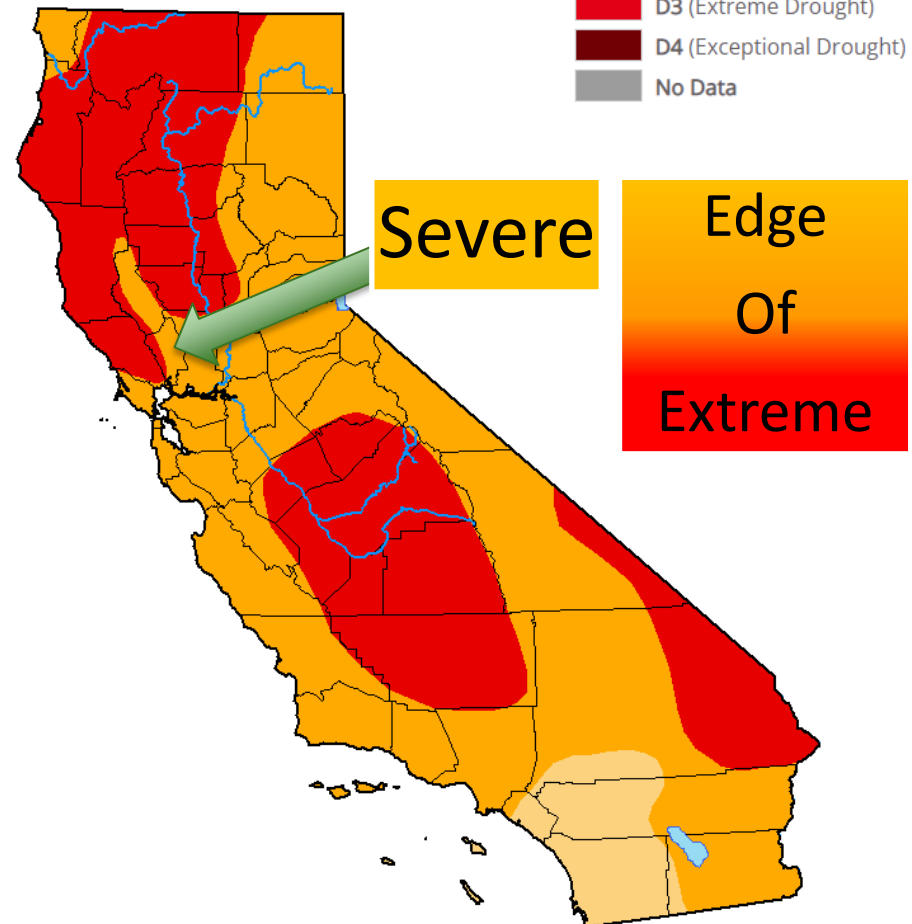 D3 (Extreme Drought)
D4 (Exceptional Drought)
No Data
Severe
Edge
Of
Extreme